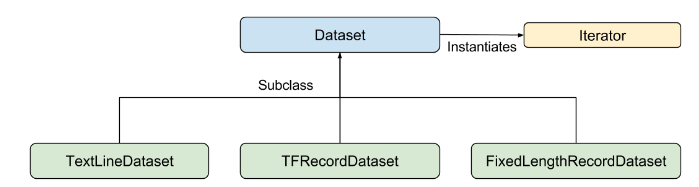 Dataset
Instantiates
Iterator
Subclass
TextLineDataset
TFRecordDataset
FixedLengthRecordDataset